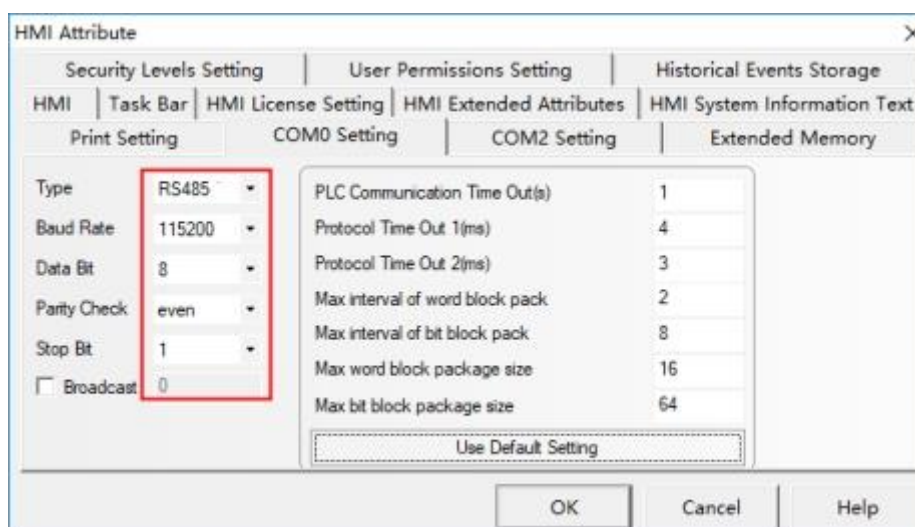 HMI Attribute
Security Levels Setting User Permissions Setting Historical Events Storage
HMI Task Bar HMI License Setting HMI Extended Attributes HMI System Information Text
Print Setting COM0 Setting COM2 Setting Extended Memory
Type RS485
Baud Rate 115200
Data Bit 8
Parity Check even
Stop Bit 1
Broadcast 0
PLC Communication Time Out(s) 1
Protocol Time Out 1(ms) 4
Protocol Time Out 2(ms) 3
Max interval of word block pack 2
Max interval of bit block pack 8
Max word block package size 16
Max bit block package size 64
Use Default Setting
OK Cancel Help